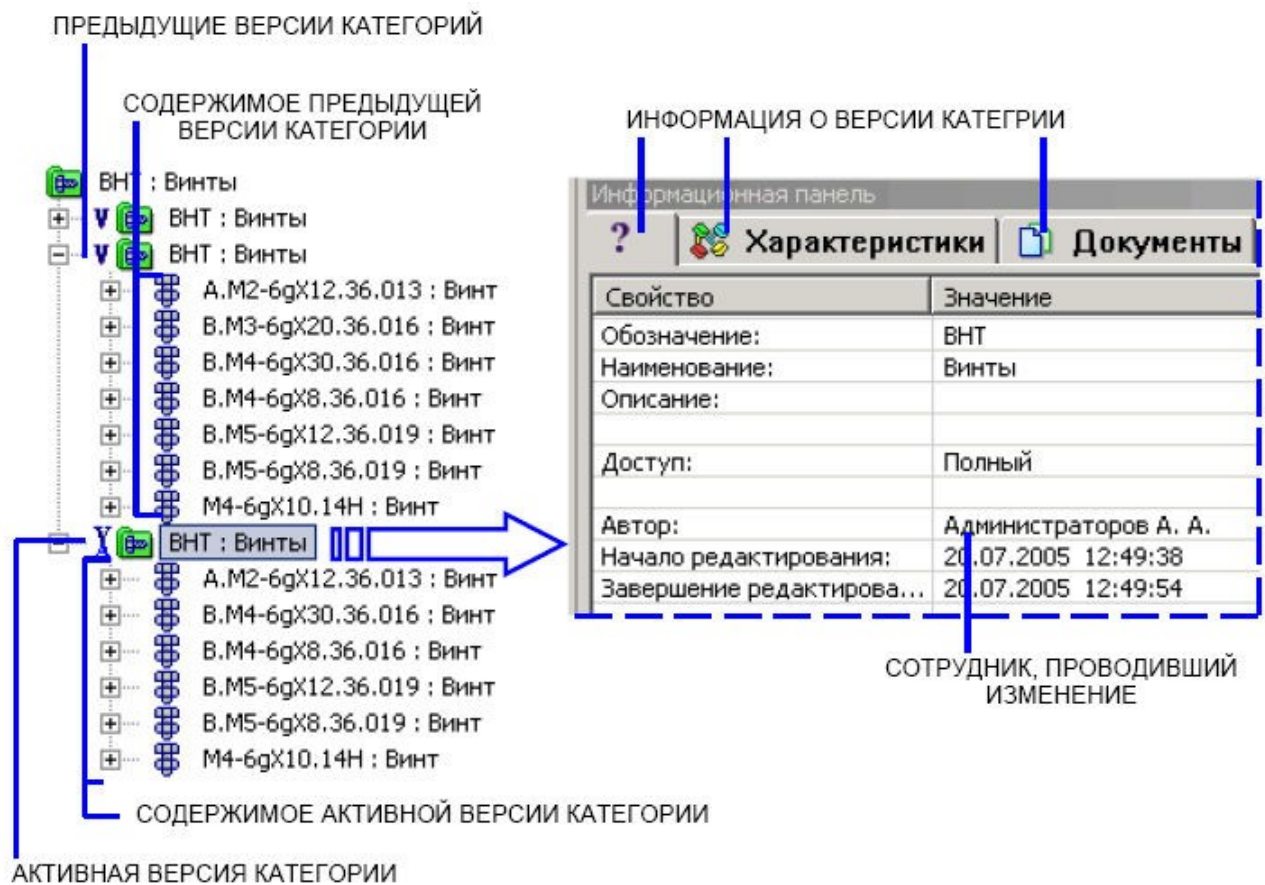 ПРЕДЫДУЩИЕ ВЕРСИИ КАТЕГОРИЙ
СОДЕРЖИМОЕ ПРЕДЫДУЩЕЙ
ВЕРСИИ КАТЕГОРИИ
ВНТ : Винты
V ВНТ : Винты
V ВНТ : Винты
A.M2-6gX12.36.013 : Винт
B.M3-6gX20.36.016 : Винт
B.M4-6gX30.36.016 : Винт
B.M4-6gX8.36.016 : Винт
B.M5-6gX12.36.019 : Винт
B.M5-6gX8.36.019 : Винт
M4-6gX10.14H : Винт
V ВНТ : Винты
A.M2-6gX12.36.013 : Винт
B.M4-6gX30.36.016 : Винт
B.M4-6gX8.36.016 : Винт
B.M5-6gX12.36.019 : Винт
B.M5-6gX8.36.019 : Винт
M4-6gX10.14H : Винт
СОДЕРЖИМОЕ АКТИВНОЙ ВЕРСИИ КАТЕГОРИИ
АКТИВНАЯ ВЕРСИЯ КАТЕГОРИИ
ИНФОРМАЦИЯ О ВЕРСИИ КАТЕГРИИ
Информационная панель
? Характеристики Документы
Свойство Значение
Обозначение: ВНТ
Наименование: Винты
Описание:
Доступ: Полный
Автор: Администраторов А. А.
Начало редактирования: 20.07.2005 12:49:38
Завершение редактирова... 20.07.2005 12:49:54
СОТРУДНИК, ПРОВОДИВШИЙ
ИЗМЕНЕНИЕ